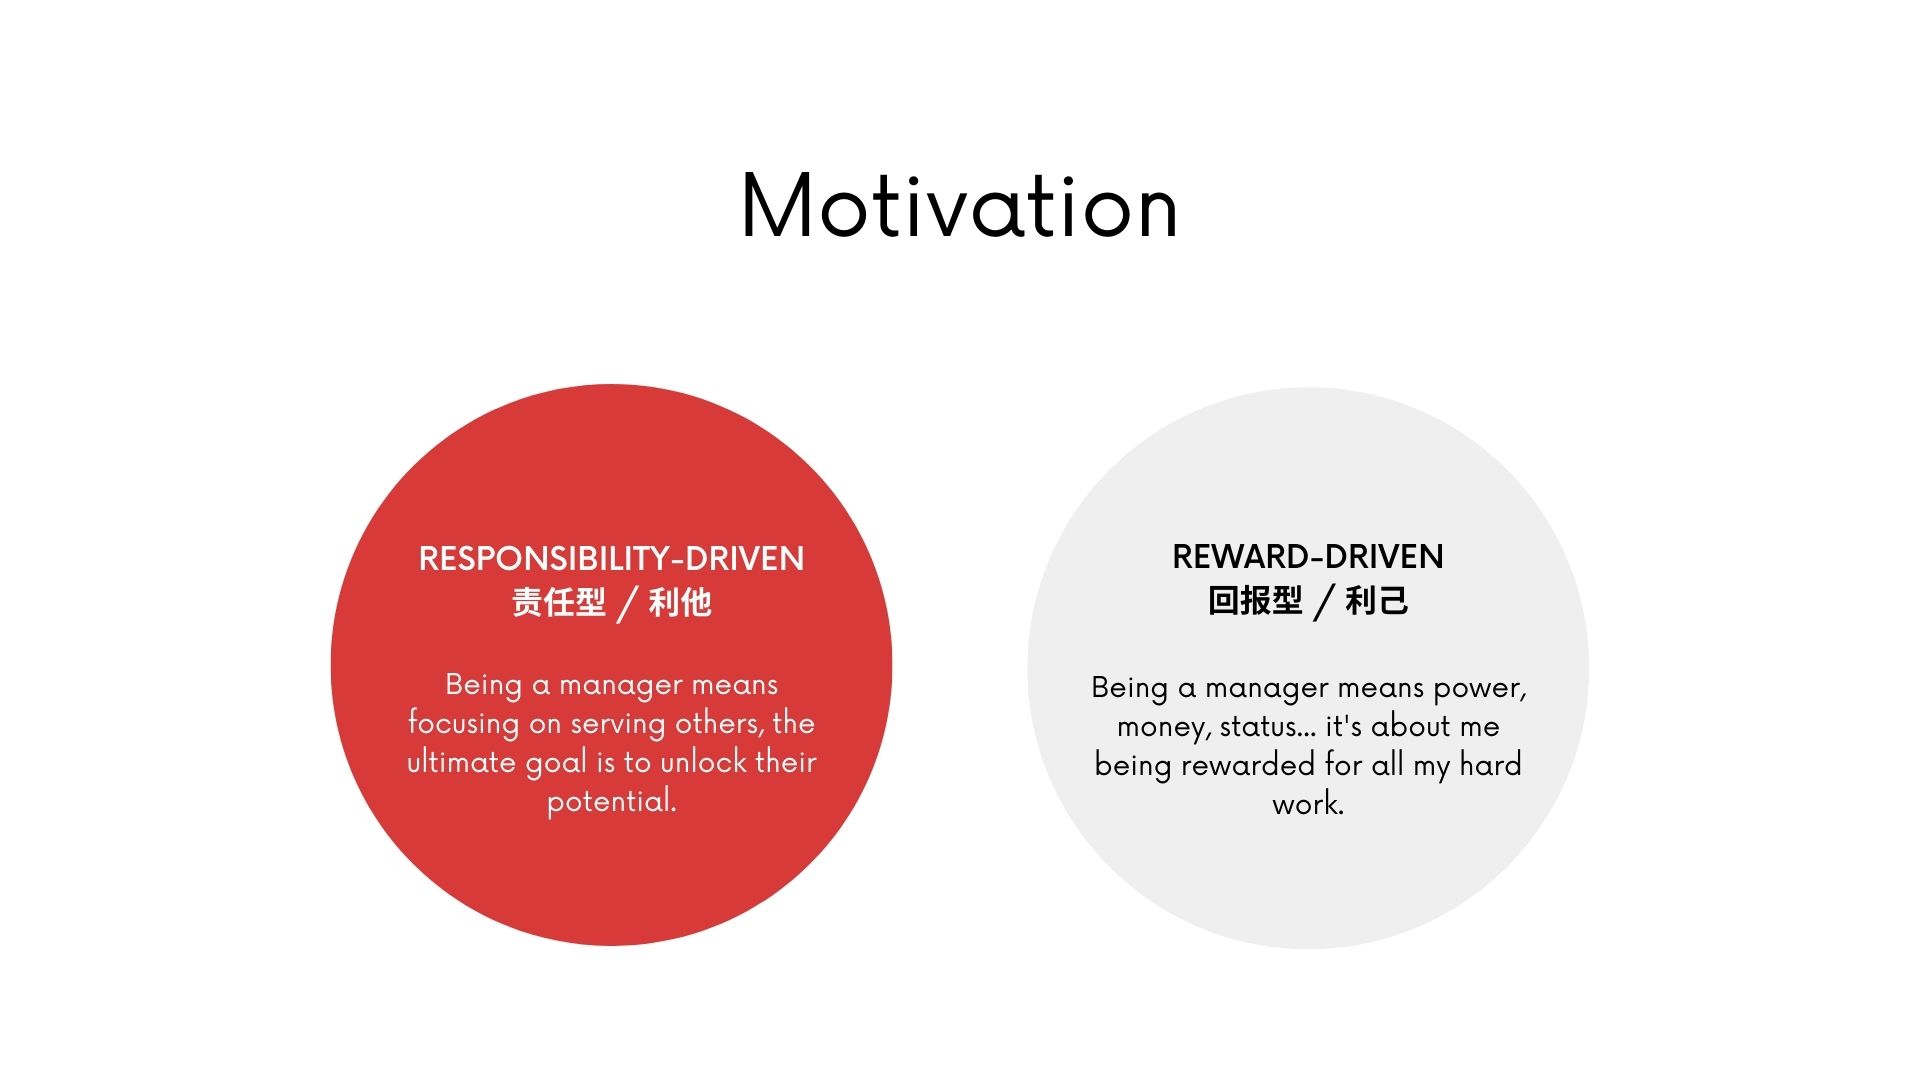 Motivation
RESPONSIBILITY-DRIVEN
责任型 / 利他
Being a manager means
focusing on serving others, the
ultimate goal is to unlock their
potential.
REWARD-DRIVEN
回报型 / 利己
Being a manager means power,
money, status... it's about me
being rewarded for all my hard
work.